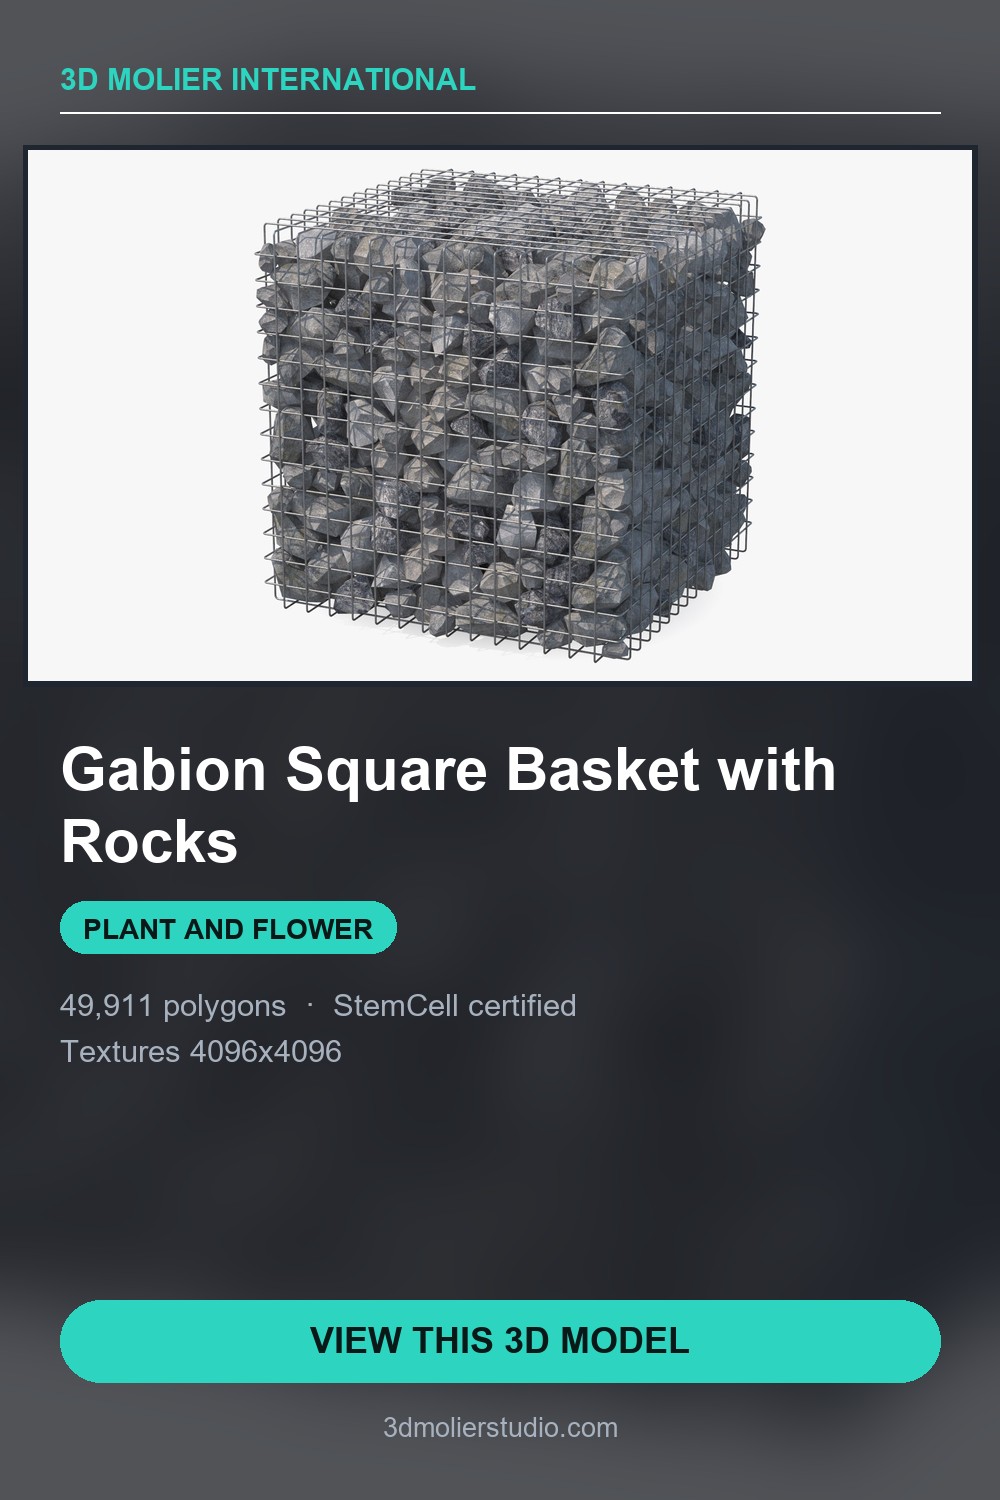 3D MOLIER INTERNATIONAL
Gabion Square Basket with
Rocks
PLANT AND FLOWER
49,911 polygons · StemCell certified
Textures 4096x4096
VIEW THIS 3D MODEL
3dmolierstudio.com